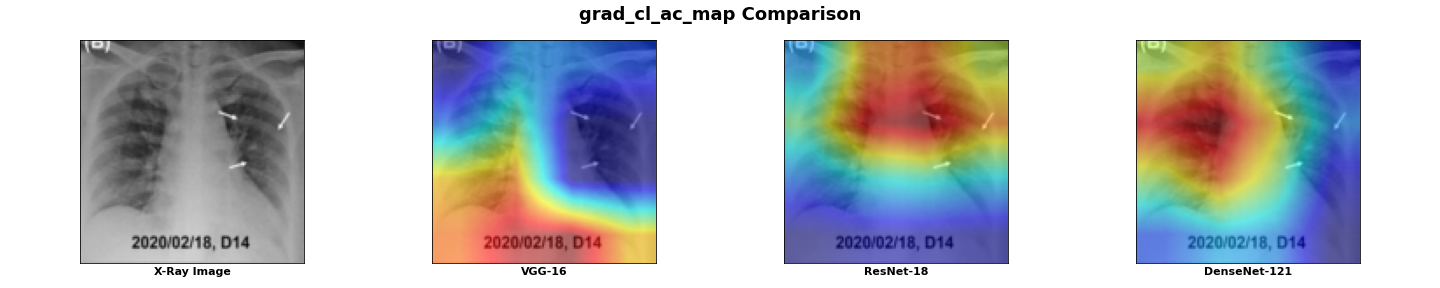 grad_cl_ac_map Comparison
(B)
2020/02/18, D14
X-Ray Image
(B)
2020/02/18, D14
VGG-16
(B)
2020/02/18, D14
ResNet-18
(B)
2020/02/18, D14
DenseNet-121